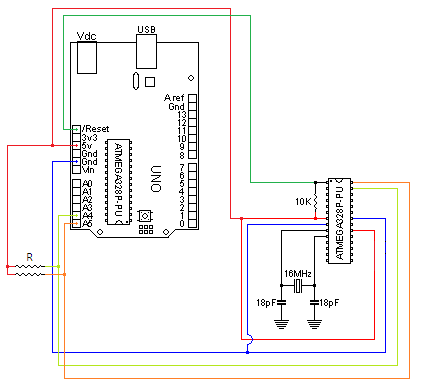 USB
Vdc
A ref
Gnd
13
12
11
10
9
8
/Reset
3v3
5v
Gnd
Gnd
Vin
7
6
5
4
3
2
1
0
A0
A1
A2
A3
A4
A5
ATMEGA328P-PU
UNO
ATMEGA328P-PU
10K
R
16MHz
18pF
18pF